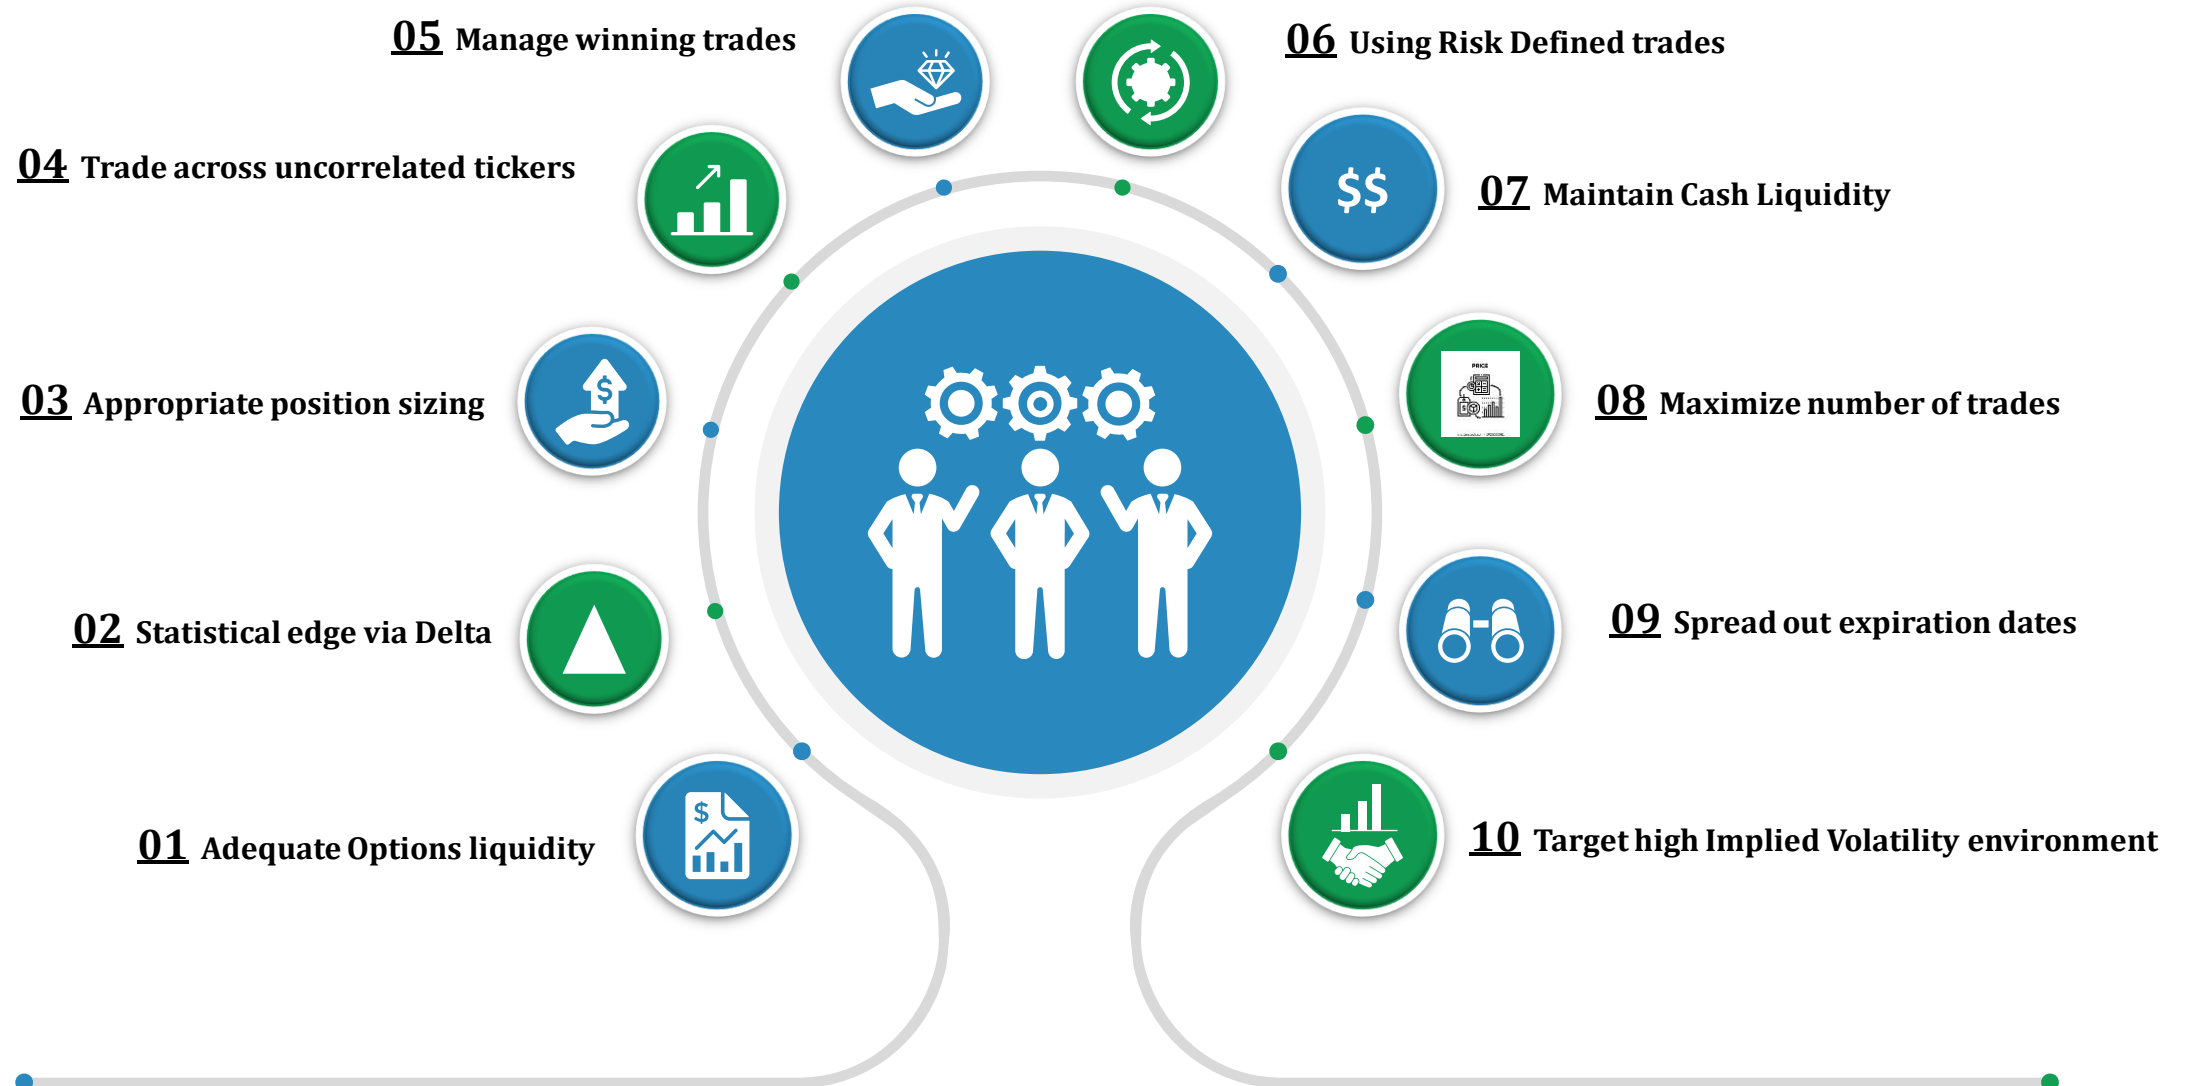 05 Manage winning trades
06 Using Risk Defined trades
04 Trade across uncorrelated tickers
$$
07 Maintain Cash Liquidity
03 Appropriate position sizing
$
PRICE
$
08 Maximize number of trades
02 Statistical edge via Delta
09 Spread out expiration dates
01 Adequate Options liquidity
$
10 Target high Implied Volatility environment